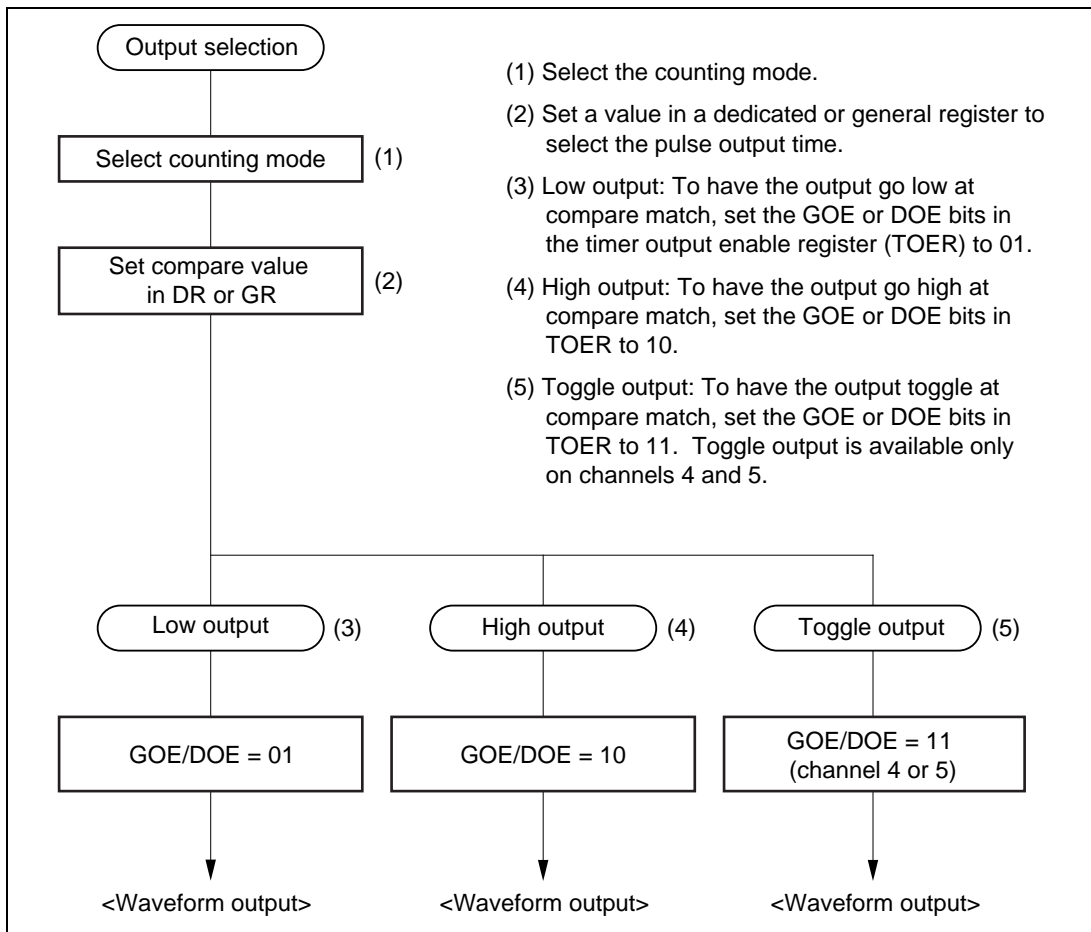 Output selection
Select counting mode (1)
Set compare value
in DR or GR
(2)
(1) Select the counting mode.
(2) Set a value in a dedicated or general register to
select the pulse output time.
(3) Low output: To have the output go low at
compare match, set the GOE or DOE bits in
the timer output enable register (TOER) to 01.
(4) High output: To have the output go high at
compare match, set the GOE or DOE bits in
TOER to 10.
(5) Toggle output: To have the output toggle at
compare match, set the GOE or DOE bits in
TOER to 11. Toggle output is available only
on channels 4 and 5.
Low output (3)
High output (4)
Toggle output (5)
GOE/DOE = 01
GOE/DOE = 10
GOE/DOE = 11
(channel 4 or 5)
<Waveform output>
<Waveform output>
<Waveform output>